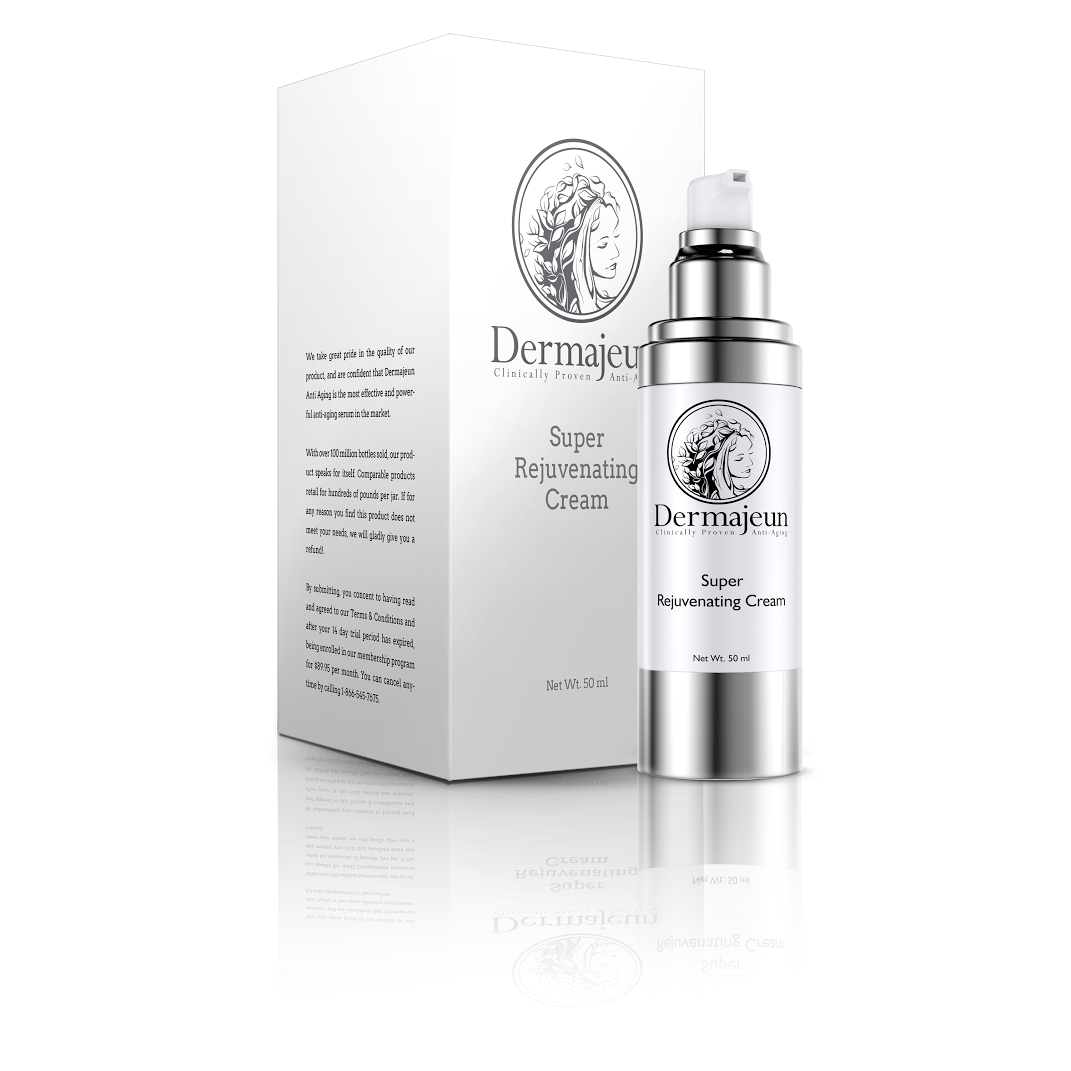 We take great pride in the quality of our
product, and are confident that Dermajeun
Anti Aging is the most effective and power-
ful anti-aging serum in the market.
With over 100 million bottles sold, our prod-
uct speaks for itself. Comparable products
retail for hundreds of pounds per jar. If for
any reason you find this product does not
meet your needs, we will gladly give you a
refund!.
By submitting, you concent to having read
and agreed to our Terms & Conditions and
after your 14 day trial period has expired,
being enrolled in our membership program
for $89.95 per month. You can cancel any-
time by calling 1-866-545-7675.
Dermajeu
Clinically Proven Anti-A
Super
Rejuvenating
Cream
Net Wt. 50 ml
Dermajeun
Clinically Proven Anti-Aging
Super
Rejuvenating Cream
Net Wt. 50 ml